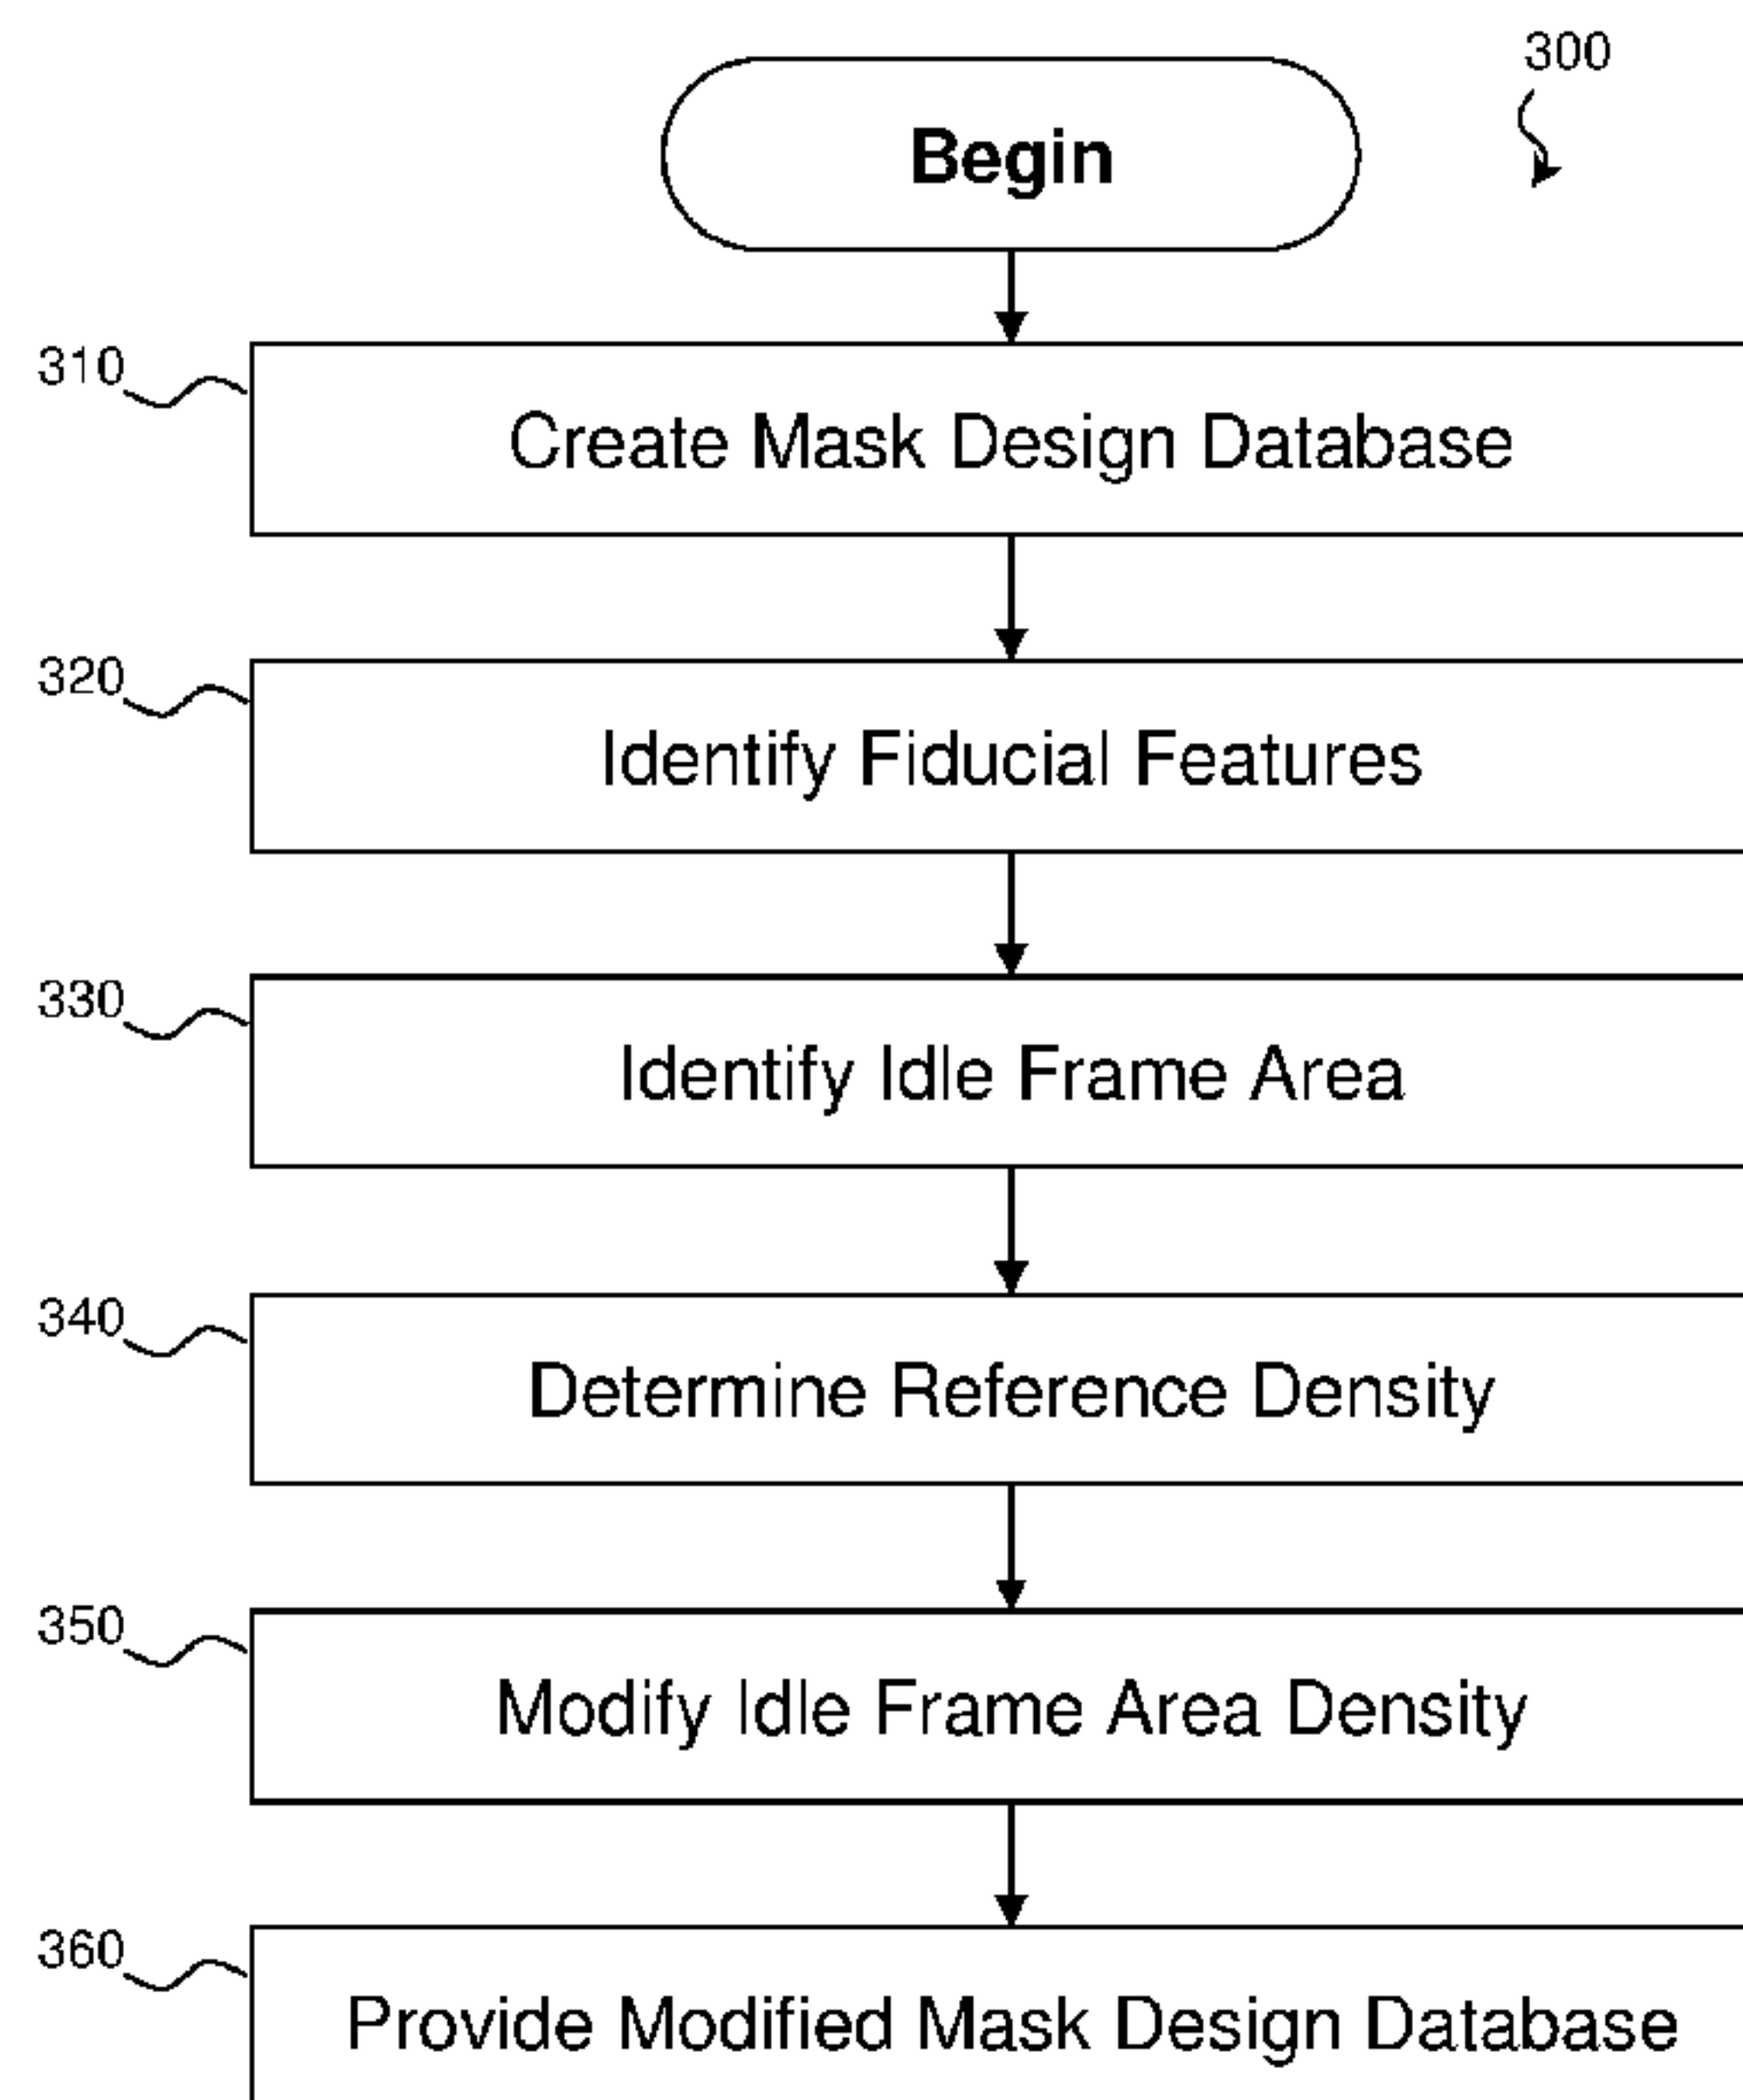 300
Begin
310
Create Mask Design Database
320
Identify Fiducial Features
330
Identify Idle Frame Area
340
Determine Reference Density
350
Modify Idle Frame Area Density
360
Provide Modified Mask Design Database